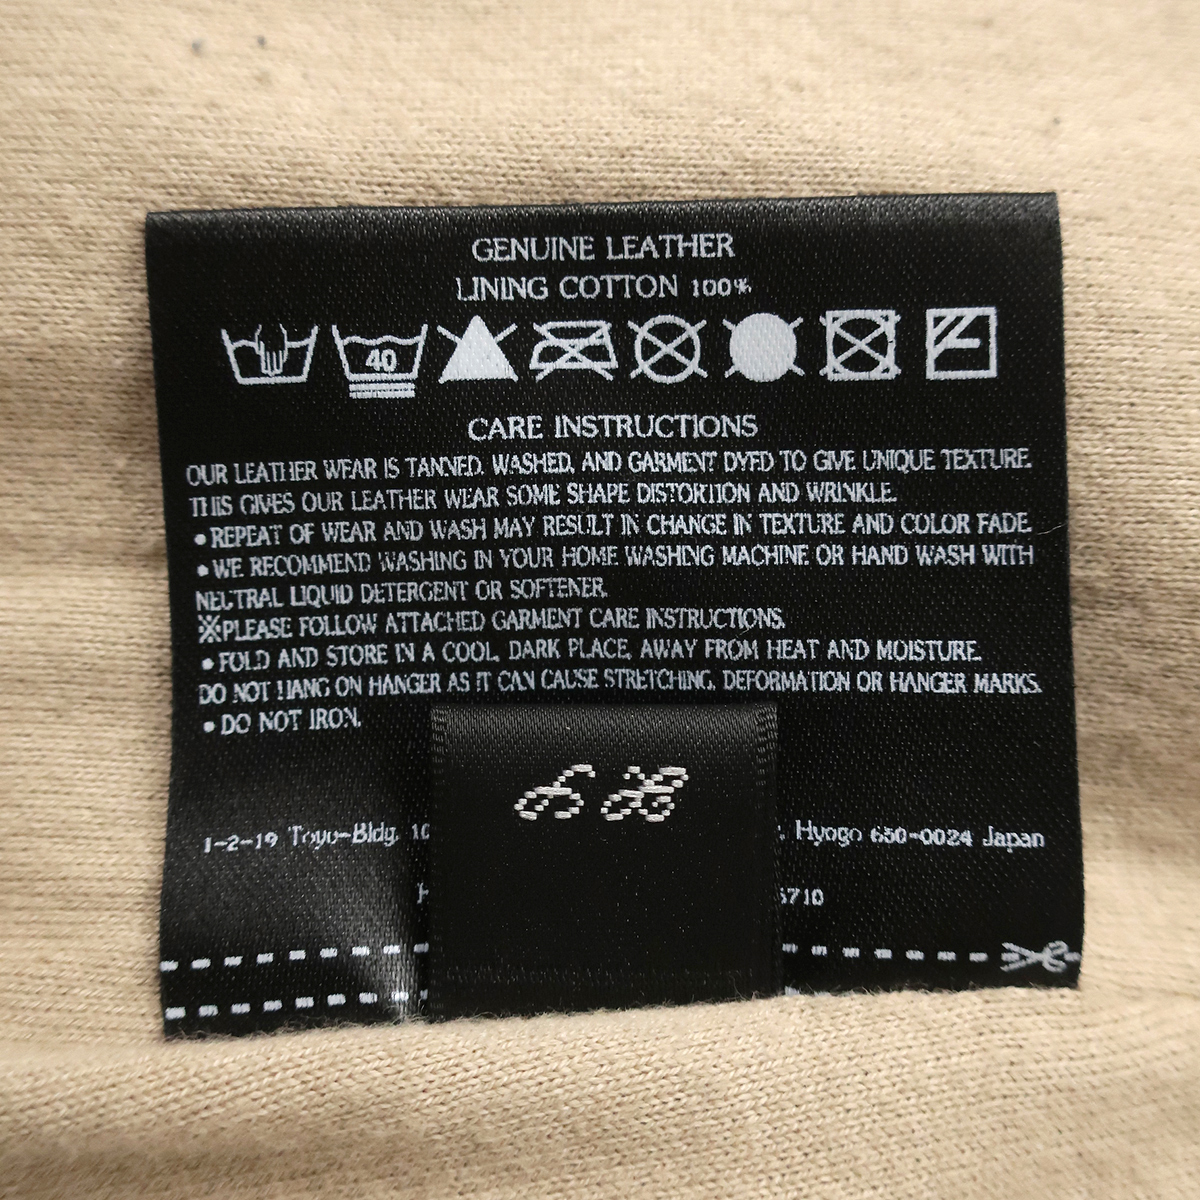 GENUINE LEATHER
LINING COTTON 100%
40
CARE INSTRUCTIONS
OUR LEATHER WEAR IS TANNED, WASHED, AND GARMENT DYED TO GIVE UNIQUE TEXTURE.
THIS GIVES OUR LEATHER WEAR SOME SHAPE DISTORTION AND WRINKLE.
•REPEAT OF WEAR AND WASH MAY RESULT IN CHANGE IN TEXTURE AND COLOR FADE.
•WE RECOMMEND WASHING IN YOUR HOME WASHING MACHINE OR HAND WASH WITH
NEUTRAL LIQUID DETERGENT OR SOFTENER.
※PLEASE FOLLOW ATTACHED GARMENT CARE INSTRUCTIONS.
•FOLD AND STORE IN A COOL, DARK PLACE, AWAY FROM HEAT AND MOISTURE.
DO NOT HANG ON HANGER AS IT CAN CAUSE STRETCHING, DEFORMATION OR HANGER MARKS.
•DO NOT IRON.
1-2-19 Toyo-Bldg. Hyogo 650-0024 Japan
6710